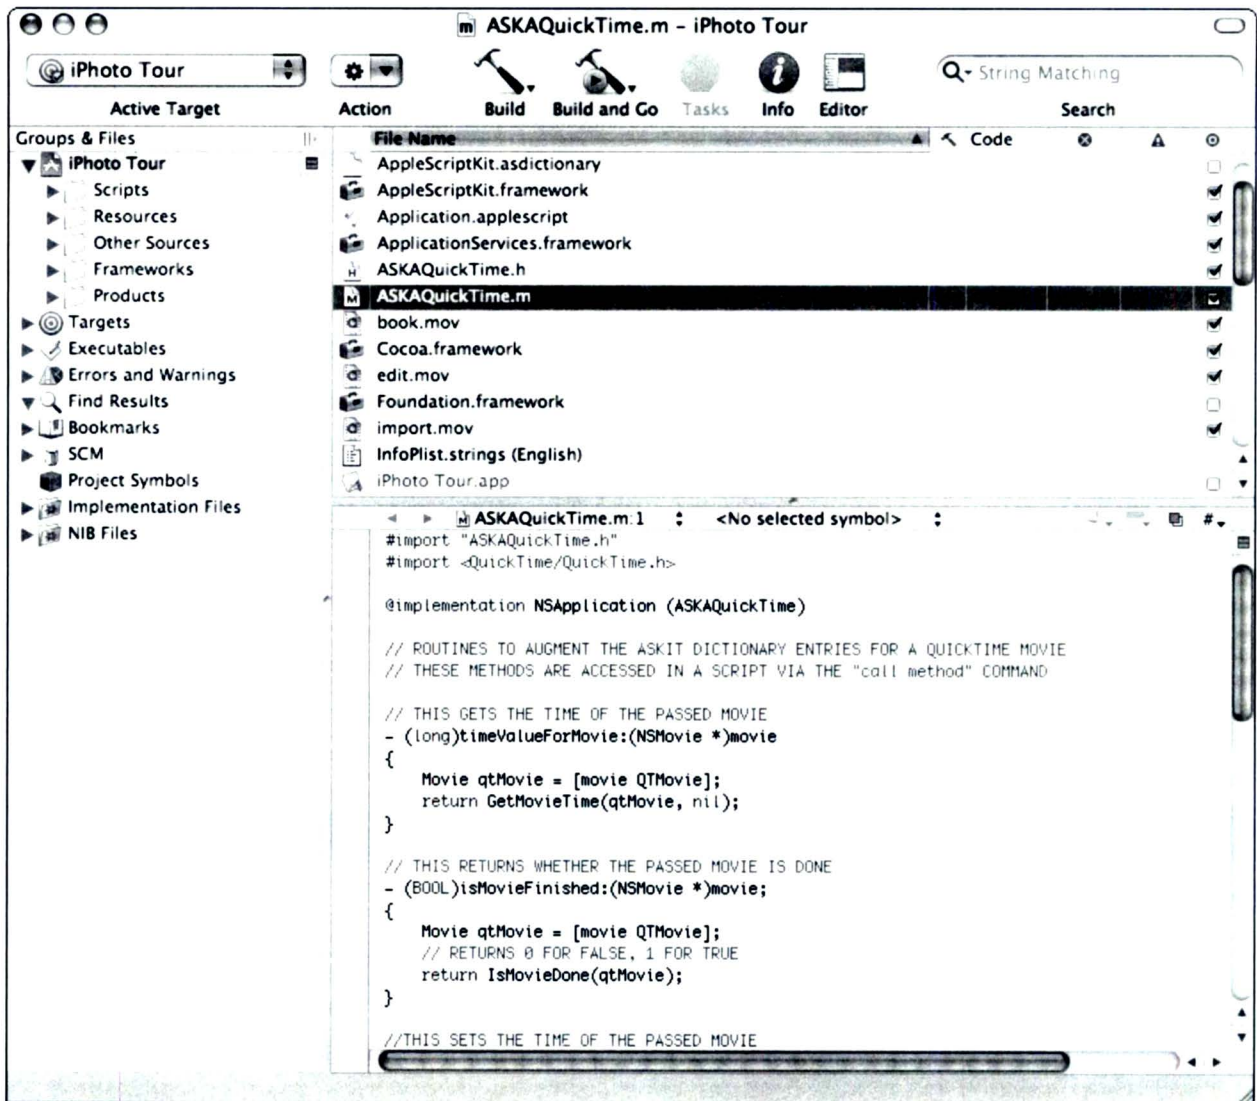 ASKAQuickTime.m – iPhoto Tour
iPhoto Tour
String Matching
Active Target
Action
Build
Build and Go
Tasks
Info
Editor
Search
Groups & Files
iPhoto Tour
Scripts
Resources
Other Sources
Frameworks
Products
Targets
Executables
Errors and Warnings
Find Results
Bookmarks
SCM
Project Symbols
Implementation Files
NIB Files
File Name
Code
AppleScriptKit.asdictionary
AppleScriptKit.framework
Application.applescript
ApplicationServices.framework
ASKAQuickTime.h
ASKAQuickTime.m
book.mov
Cocoa.framework
edit.mov
Foundation.framework
import.mov
InfoPlist.strings (English)
iPhoto Tour.app
ASKAQuickTime.m:1 <No selected symbol> #
#import "ASKAQuickTime.h"
#import <QuickTime/QuickTime.h>
@implementation NSApplication (ASKAQuickTime)
// ROUTINES TO AUGMENT THE ASKIT DICTIONARY ENTRIES FOR A QUICKTIME MOVIE
// THESE METHODS ARE ACCESSED IN A SCRIPT VIA THE "call method" COMMAND
// THIS GETS THE TIME OF THE PASSED MOVIE
- (long)timeValueForMovie:(NSMovie *)movie
{
Movie qtMovie = [movie QTMovie];
return GetMovieTime(qtMovie, nil);
}
// THIS RETURNS WHETHER THE PASSED MOVIE IS DONE
- (BOOL)isMovieFinished:(NSMovie *)movie;
{
Movie qtMovie = [movie QTMovie];
// RETURNS 0 FOR FALSE, 1 FOR TRUE
return IsMovieDone(qtMovie);
}
//THIS SETS THE TIME OF THE PASSED MOVIE